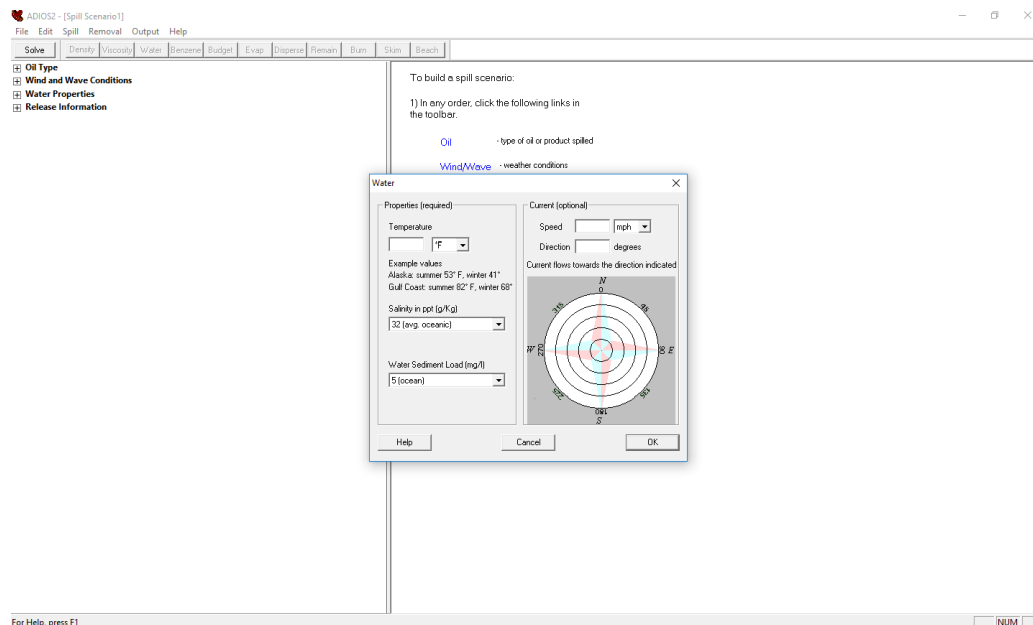 ADIOS2 - [Spill Scenario1]
File Edit Spill Removal Output Help
Solve Density Viscosity Water Benzene Budget Evap Disperse Remain Burn Skim Beach
Oil Type
Wind and Wave Conditions
Water Properties
Release Information
To build a spill scenario:
1) In any order, click the following links in
the toolbar.
Oil - type of oil or product spilled
Wind/Wave - weather conditions
Water
Properties (required)
Temperature
°F
Example values
Alaska: summer 53° F, winter 41°
Gulf Coast: summer 82° F, winter 68°
Salinity in ppt (g/Kg)
32 (avg. oceanic)
Water Sediment Load (mg/l)
5 (ocean)
Current (optional)
Speed mph
Direction degrees
Current flows towards the direction indicated
N
0
315 45
W 270 90 E
225 135
180
S
Help Cancel OK
For Help, press F1 NUM